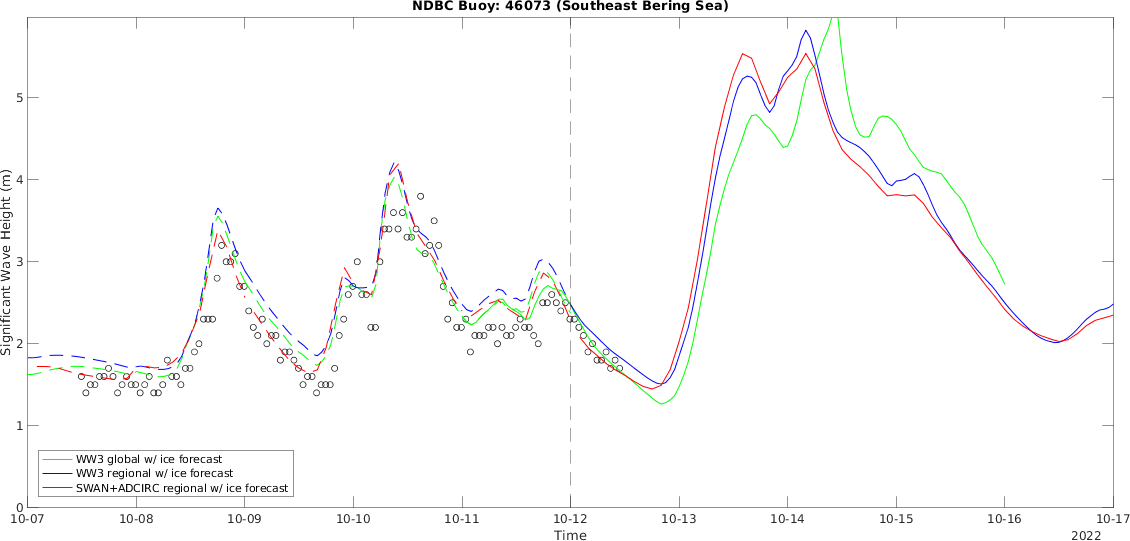 NDBC Buoy: 46073 (Southeast Bering Sea)
Significant Wave Height (m)
5
4
3
2
1
0
WW3 global w/ ice forecast
WW3 regional w/ ice forecast
SWAN+ADCIRC regional w/ ice forecast
10-07 10-08 10-09 10-10 10-11 10-12 10-13 10-14 10-15 10-16 10-17
Time
2022